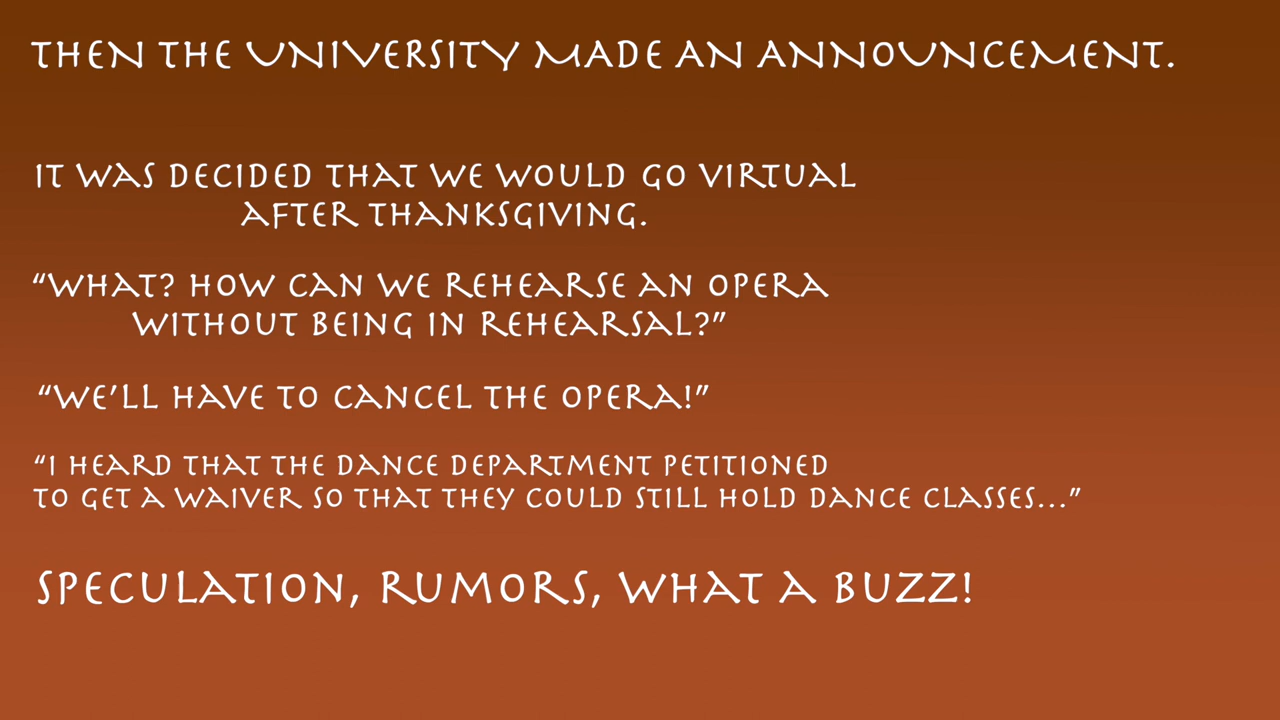 THEN THE UNIVERSITY MADE AN ANNOUNCEMENT.
IT WAS DECIDED THAT WE WOULD GO VIRTUAL
AFTER THANKSGIVING.
“WHAT? HOW CAN WE REHEARSE AN OPERA
WITHOUT BEING IN REHEARSAL?”
“WE’LL HAVE TO CANCEL THE OPERA!”
“I HEARD THAT THE DANCE DEPARTMENT PETITIONED
TO GET A WAIVER SO THAT THEY COULD STILL HOLD DANCE CLASSES...”
SPECULATION, RUMORS, WHAT A BUZZ!